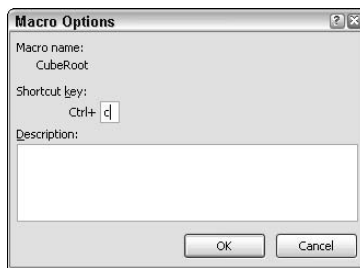 Macro Options
Macro name:
CubeRoot
Shortcut key:
Ctrl+ c
Description:
OK Cancel